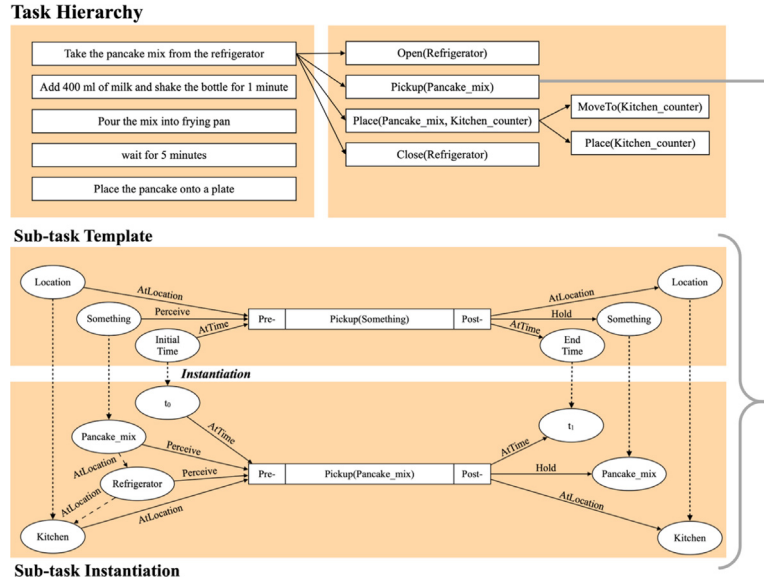 Task Hierarchy
Take the pancake mix from the refrigerator
Add 400 ml of milk and shake the bottle for 1 minute
Pour the mix into frying pan
wait for 5 minutes
Place the pancake onto a plate
Open(Refrigerator)
Pickup(Pancake_mix)
Place(Pancake_mix, Kitchen_counter)
Close(Refrigerator)
MoveTo(Kitchen_counter)
Place(Kitchen_counter)
Sub-task Template
Location
AtLocation
Something
Perceive
Initial
Time
AtTime
Pre-
Pickup(Something)
Post-
AtLocation
Location
Hold
Something
AtTime
End
Time
Instantiation
t0
AtTime
Pancake_mix
Perceive
AtLocation
Refrigerator
Perceive
AtLocation
Kitchen
AtLocation
Pre-
Pickup(Pancake_mix)
Post-
AtTime
t1
Hold
Pancake_mix
AtLocation
Kitchen
Sub-task Instantiation